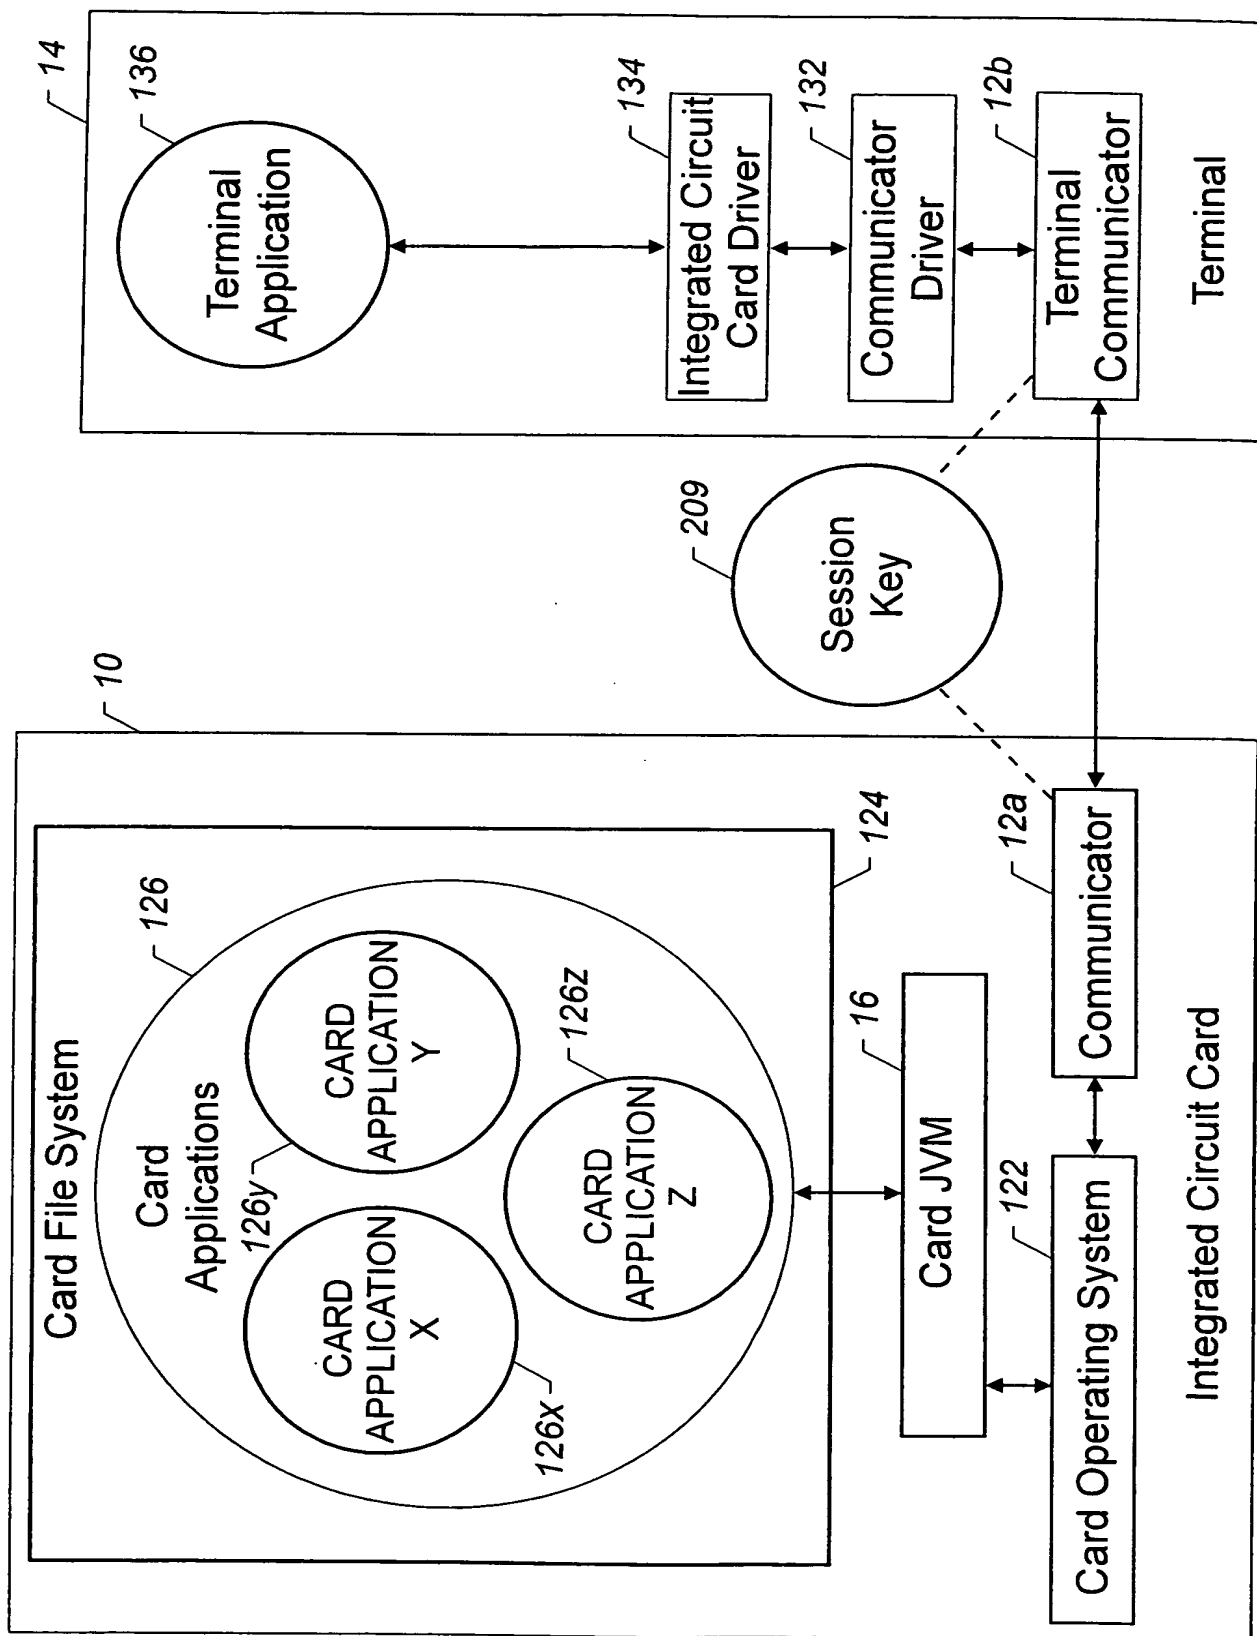 Card File System
126
Card
Applications
126y
CARD
APPLICATION
X
CARD
APPLICATION
Y
126x
CARD
APPLICATION
Z
126z
10
124
Card JVM
16
122
Card Operating System
12a
Communicator
Integrated Circuit Card
209
Session
Key
14
136
Terminal
Application
134
Integrated Circuit
Card Driver
132
Communicator
Driver
12b
Terminal
Communicator
Terminal